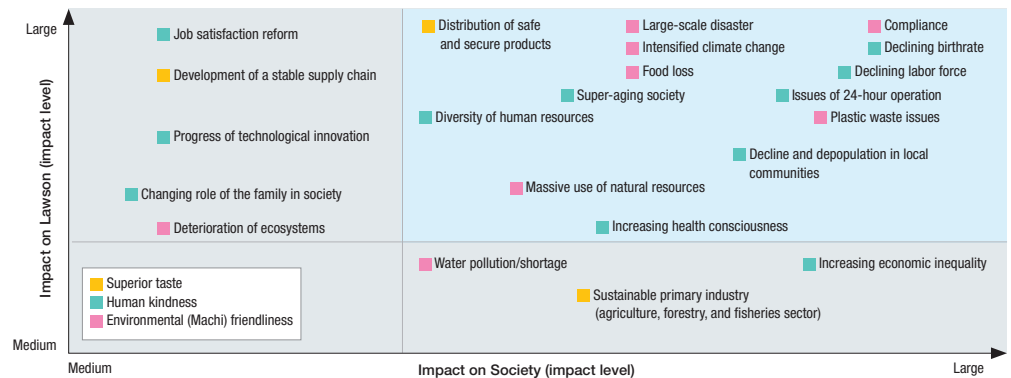 Impact on Lawson (impact level)
Large
Medium
Job satisfaction reform
Development of a stable supply chain
Progress of technological innovation
Changing role of the family in society
Deterioration of ecosystems
Distribution of safe
and secure products
Large-scale disaster
Compliance
Intensified climate change
Declining birthrate
Food loss
Declining labor force
Super-aging society
Issues of 24-hour operation
Diversity of human resources
Plastic waste issues
Decline and depopulation in local
communities
Massive use of natural resources
Increasing health consciousness
Water pollution/shortage
Increasing economic inequality
Sustainable primary industry
(agriculture, forestry, and fisheries sector)
Superior taste
Human kindness
Environmental (Machi) friendliness
Medium
Impact on Society (impact level)
Large